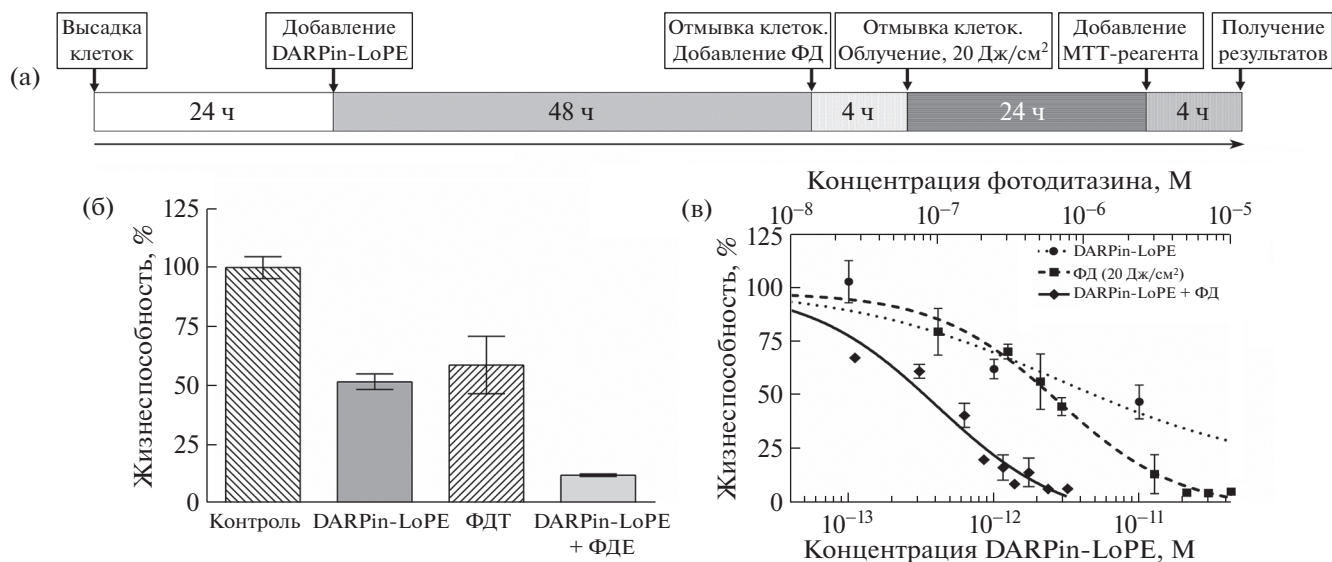 Высадка
клеток
Добавление
DARPin-LoPE
Отмывка клеток.
Добавление ФД
Отмывка клеток.
Облучение, 20 Дж/см²
Добавление
МТТ-реагента
Получение
результатов
(а)
24 ч
48 ч
4 ч
24 ч
4 ч
(б)
Жизнеспособность, %
125
100
75
50
25
0
Контроль
DARPin-LoPE
ФДТ
DARPin-LoPE
+ ФДЕ
(в)
Концентрация фотодитазина, М
10⁻⁸
10⁻⁷
10⁻⁶
10⁻⁵
Жизнеспособность, %
125
100
75
50
25
0
DARPin-LoPE
ФД (20 Дж/см²)
DARPin-LoPE + ФД
10⁻¹³
10⁻¹²
10⁻¹¹
Концентрация DARPin-LoPE, М